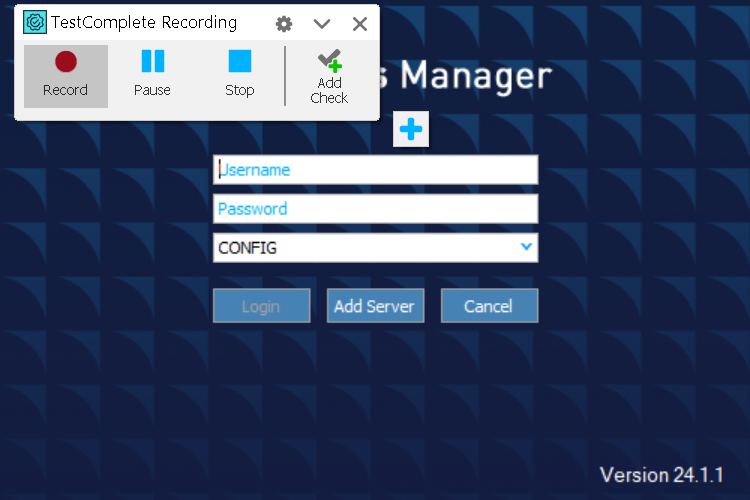 TestComplete Recording
Record
Pause
Stop
Add
Check
Manager
Username
Password
CONFIG
Login
Add Server
Cancel
Version 24.1.1